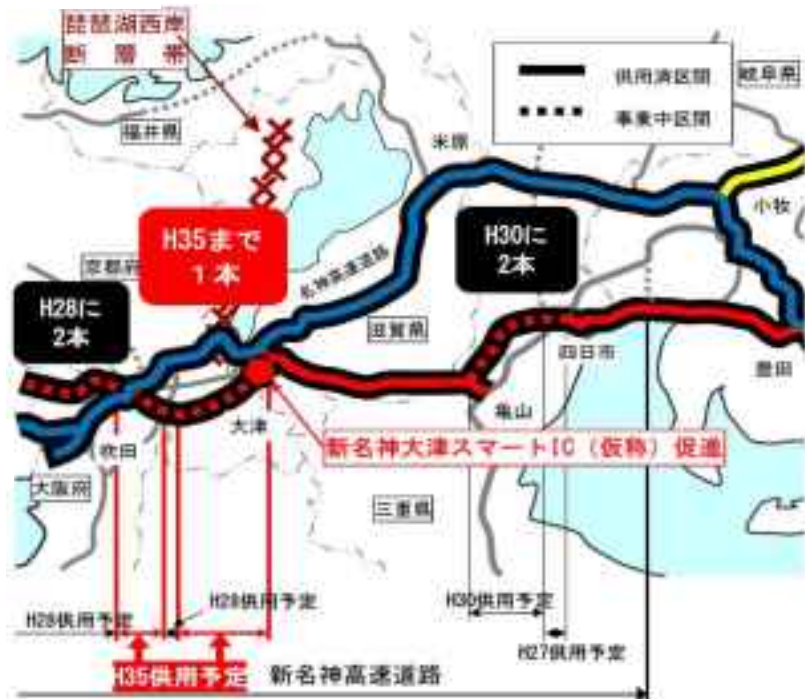 琵琶湖西岸
断層帯
供用済区間
事業中区間
岐阜県
福井県
米原
小牧
H35まで
1本
H30に
2本
京都府
名神高速道路
H28に
2本
滋賀県
四日市
豊田
亀山
大津
吹田
新名神大津スマートIC(仮称)促進
大阪府
三重県
H28供用予定
H30供用予定
H28供用予定
H27供用予定
H35供用予定
新名神高速道路